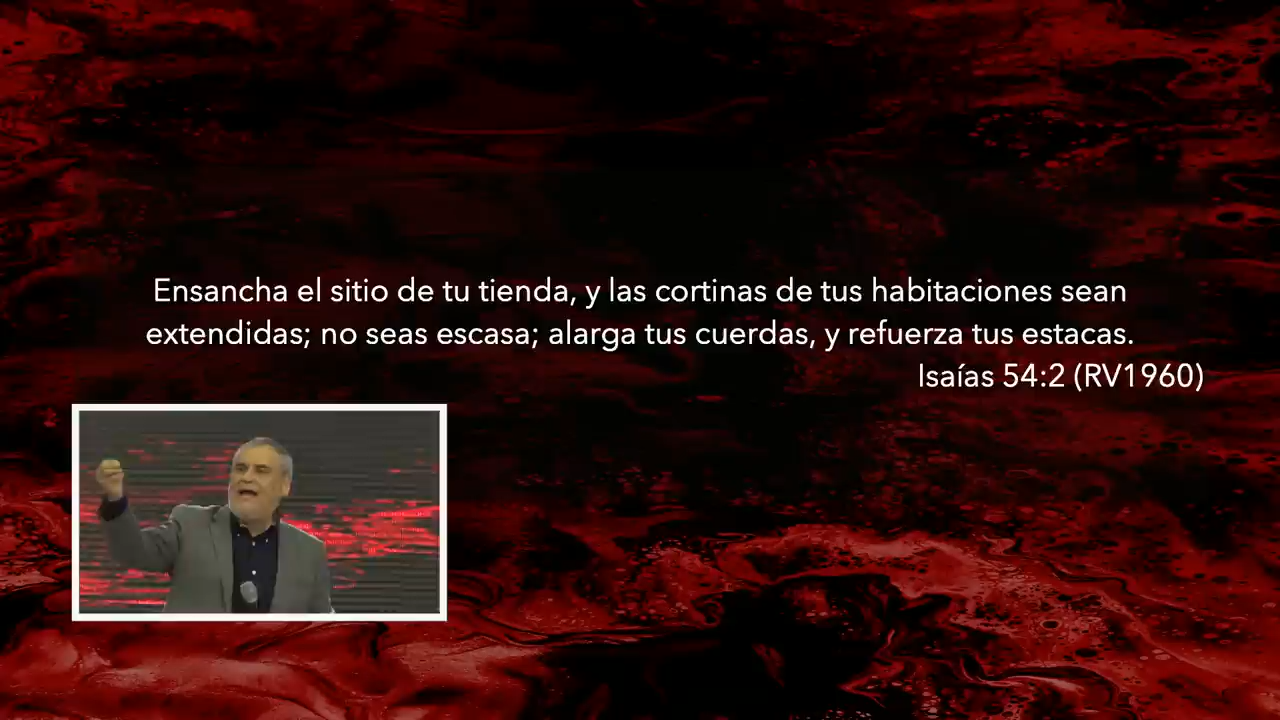 Ensancha el sitio de tu tienda, y las cortinas de tus habitaciones sean
extendidas; no seas escasa; alarga tus cuerdas, y refuerza tus estacas.
Isaías 54:2 (RV1960)